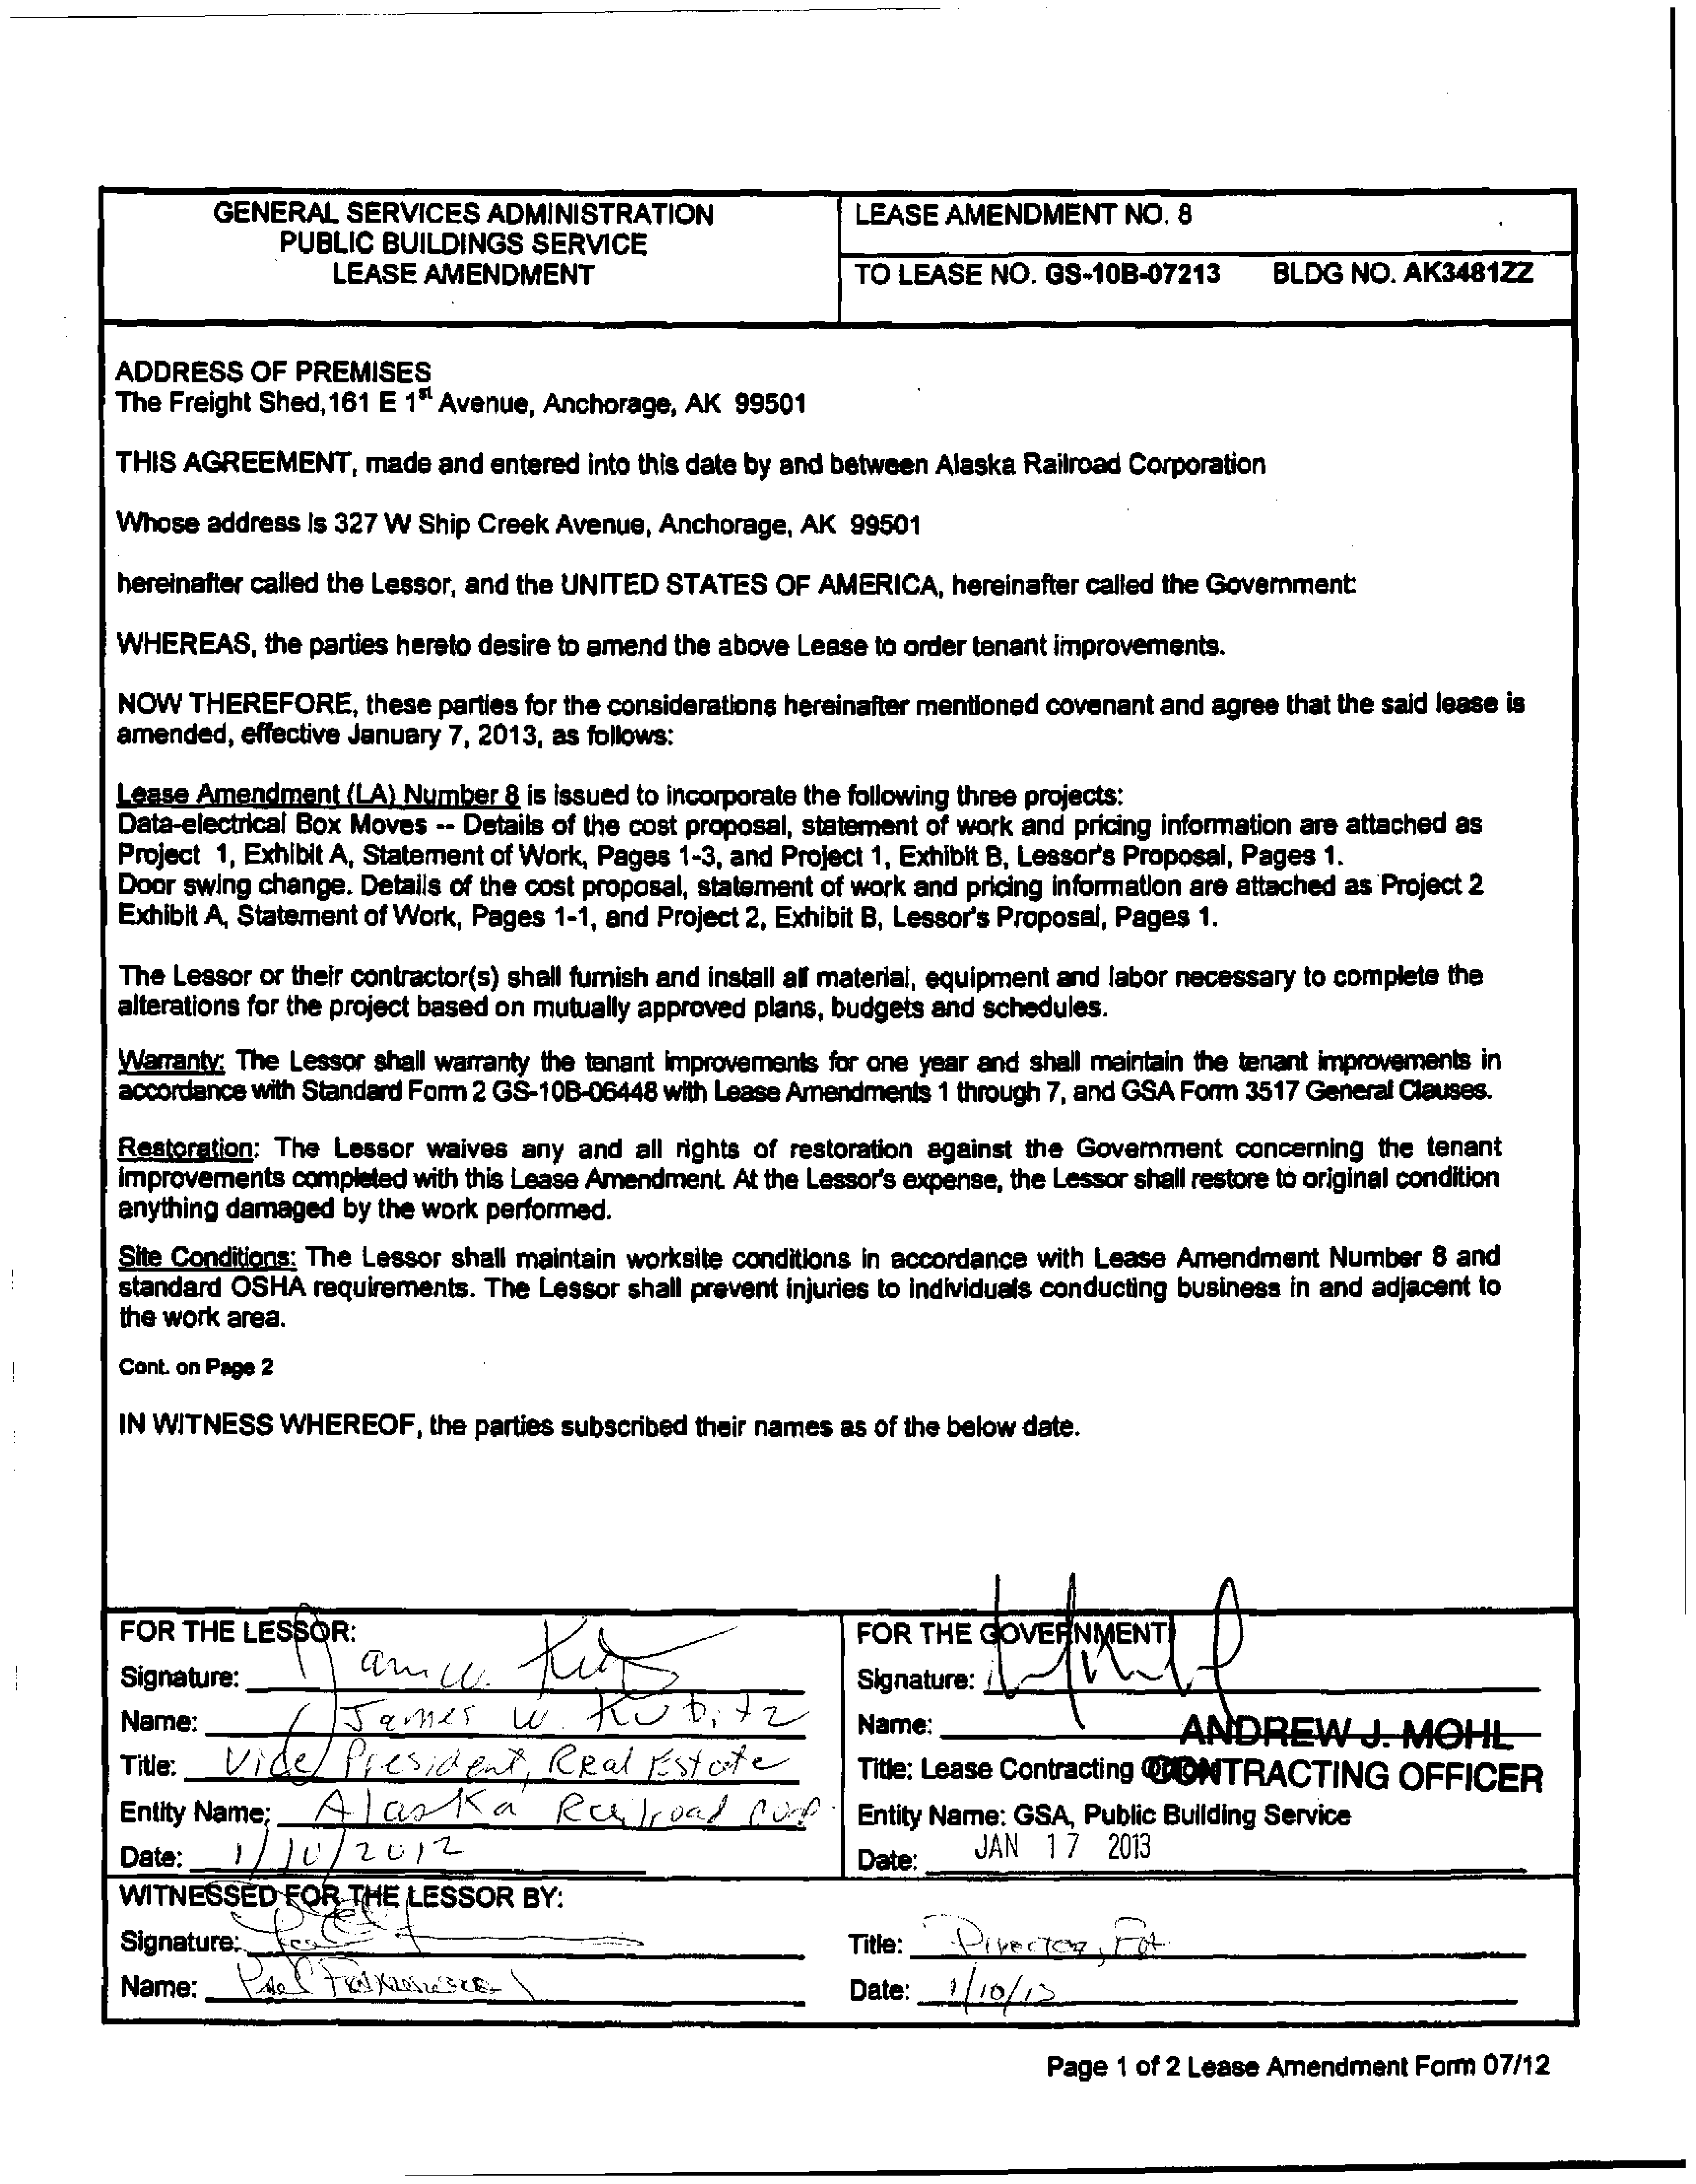 GENERAL SERVICES ADMINISTRATION
PUBLIC BUILDINGS SERVICE
LEASE AMENDMENT
LEASE AMENDMENT NO. 8
TO LEASE NO. GS-10B-07213 BLDG NO. AK3481ZZ
ADDRESS OF PREMISES
The Freight Shed,161 E 1st Avenue, Anchorage, AK 99501
THIS AGREEMENT, made and entered into this date by and between Alaska Railroad Corporation
Whose address is 327 W Ship Creek Avenue, Anchorage, AK 99501
hereinafter called the Lessor, and the UNITED STATES OF AMERICA, hereinafter called the Government:
WHEREAS, the parties hereto desire to amend the above Lease to order tenant improvements.
NOW THEREFORE, these parties for the considerations hereinafter mentioned covenant and agree that the said lease is
amended, effective January 7, 2013, as follows:
Lease Amendment (LA) Number 8 is issued to incorporate the following three projects:
Data-electrical Box Moves -- Details of the cost proposal, statement of work and pricing information are attached as
Project 1, Exhibit A, Statement of Work, Pages 1-3, and Project 1, Exhibit B, Lessor's Proposal, Pages 1.
Door swing change. Details of the cost proposal, statement of work and pricing information are attached as Project 2
Exhibit A, Statement of Work, Pages 1-1, and Project 2, Exhibit B, Lessor's Proposal, Pages 1.
The Lessor or their contractor(s) shall furnish and install all material, equipment and labor necessary to complete the
alterations for the project based on mutually approved plans, budgets and schedules.
Warranty: The Lessor shall warranty the tenant improvements for one year and shall maintain the tenant improvements in
accordance with Standard Form 2 GS-10B-06448 with Lease Amendments 1 through 7, and GSA Form 3517 General Clauses.
Restoration: The Lessor waives any and all rights of restoration against the Government concerning the tenant
improvements completed with this Lease Amendment. At the Lessor's expense, the Lessor shall restore to original condition
anything damaged by the work performed.
Site Conditions: The Lessor shall maintain worksite conditions in accordance with Lease Amendment Number 8 and
standard OSHA requirements. The Lessor shall prevent injuries to individuals conducting business in and adjacent to
the work area.
Cont. on Page 2
IN WITNESS WHEREOF, the parties subscribed their names as of the below date.
FOR THE LESSOR:
Signature:
Name: James W. Kubitz
Title: Vice President, Real Estate
Entity Name: Alaska Railroad Corp.
Date: 1/10/2012
FOR THE GOVERNMENT
Signature:
Name: ANDREW J. MOHL
Title: Lease Contracting CONTRACTING OFFICER
Entity Name: GSA, Public Building Service
Date: JAN 17 2013
WITNESSED FOR THE LESSOR BY:
Signature:
Name:
Title: Director,
Date: 1/10/13
Page 1 of 2 Lease Amendment Form 07/12